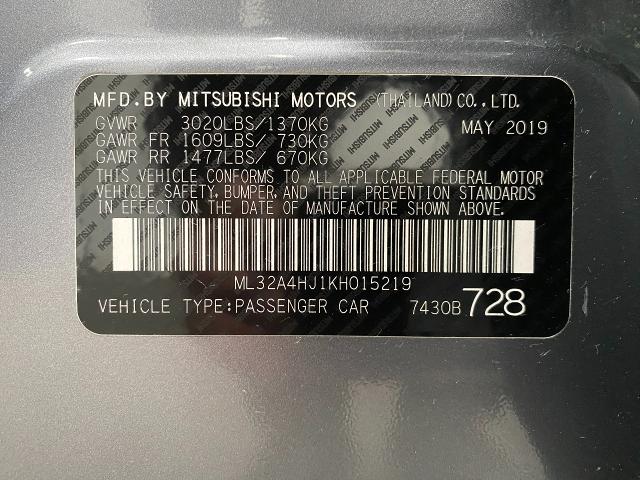 MFD.BY MITSUBISHI MOTORS (THAILAND)CO.,LTD.
GVWR 3020LBS/1370KG MAY 2019
GAWR FR 1609LBS/ 730KG
GAWR RR 1477LBS/ 670KG
THIS VEHICLE CONFORMS TO ALL APPLICABLE FEDERAL MOTOR
VEHICLE SAFETY, BUMPER, AND THEFT PREVENTION STANDARDS
IN EFFECT ON THE DATE OF MANUFACTURE SHOWN ABOVE.
ML32A4HJ1KH015219
VEHICLE TYPE:PASSENGER CAR 7430B 728